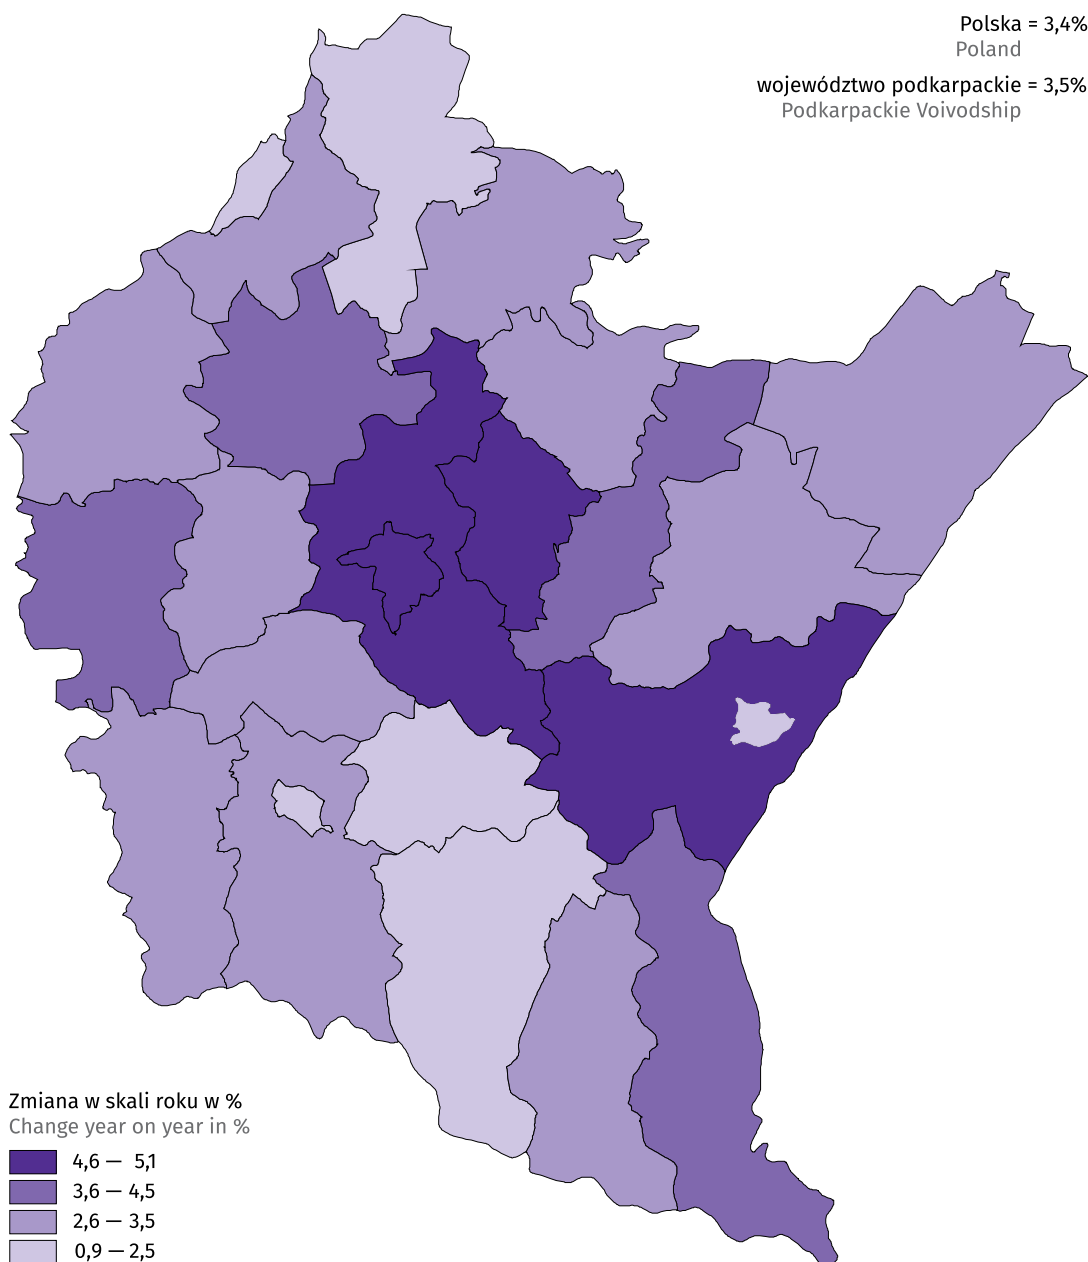 Polska = 3,4%
Poland
województwo podkarpackie = 3,5%
Podkarpackie Voivodship
Zmiana w skali roku w %
Change year on year in %
4,6 — 5,1
3,6 — 4,5
2,6 — 3,5
0,9 — 2,5